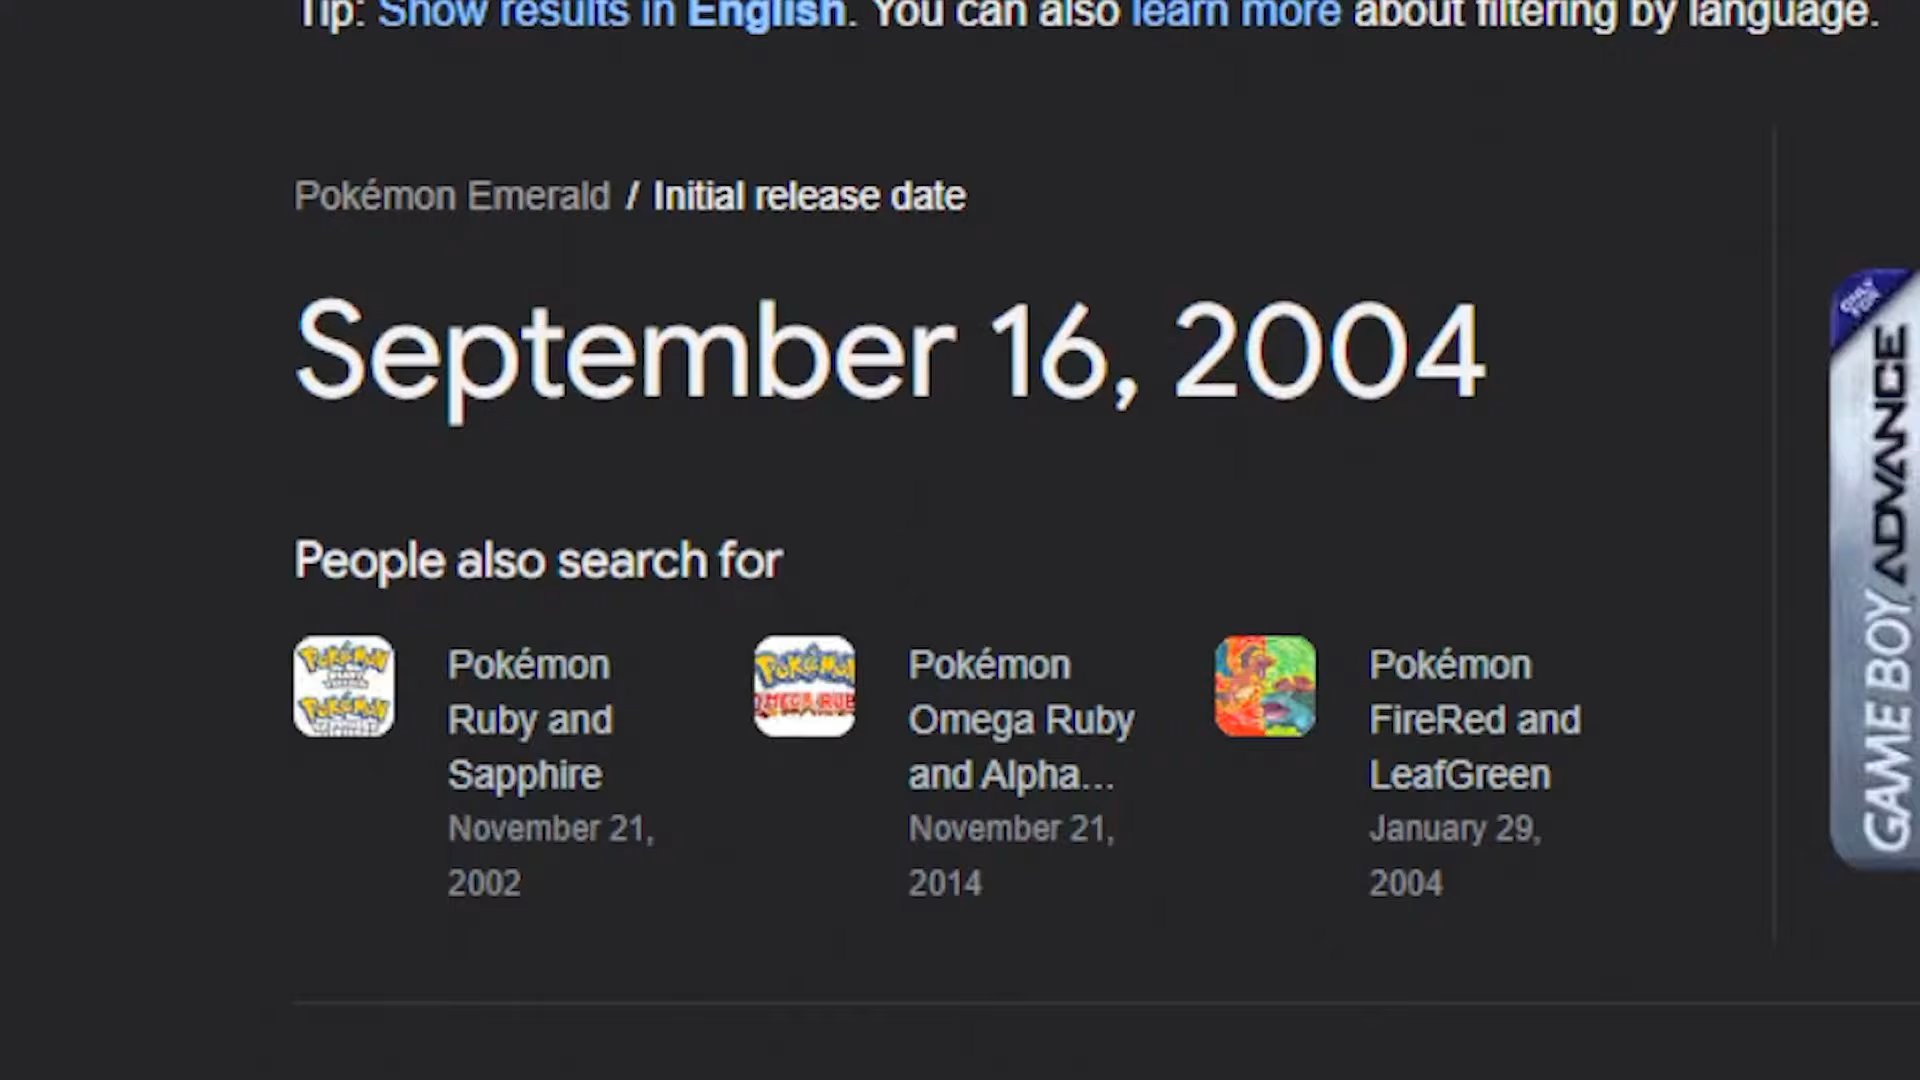 Tip: Show results in English. You can also learn more about filtering by language.
Pokémon Emerald / Initial release date
September 16, 2004
People also search for
Pokémon
Ruby and
Sapphire
November 21,
2002
Pokémon
Omega Ruby
and Alpha...
November 21,
2014
Pokémon
FireRed and
LeafGreen
January 29,
2004
ONLY
FOR
GAME BOY ADVANCE